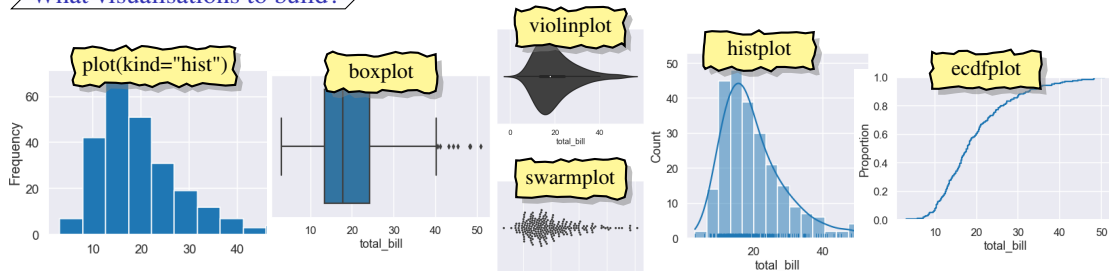 What visualisations to build?
plot(kind="hist")
boxplot
violinplot
swarmplot
histplot
ecdfplot
Frequency
60
40
20
0
10
20
30
40
10
20
30
40
50
total_bill
0
20
40
total_bill
Count
50
40
30
20
10
0
20
40
total_bill
Proportion
1.0
0.8
0.6
0.4
0.2
0.0
10
20
30
40
50
total_bill